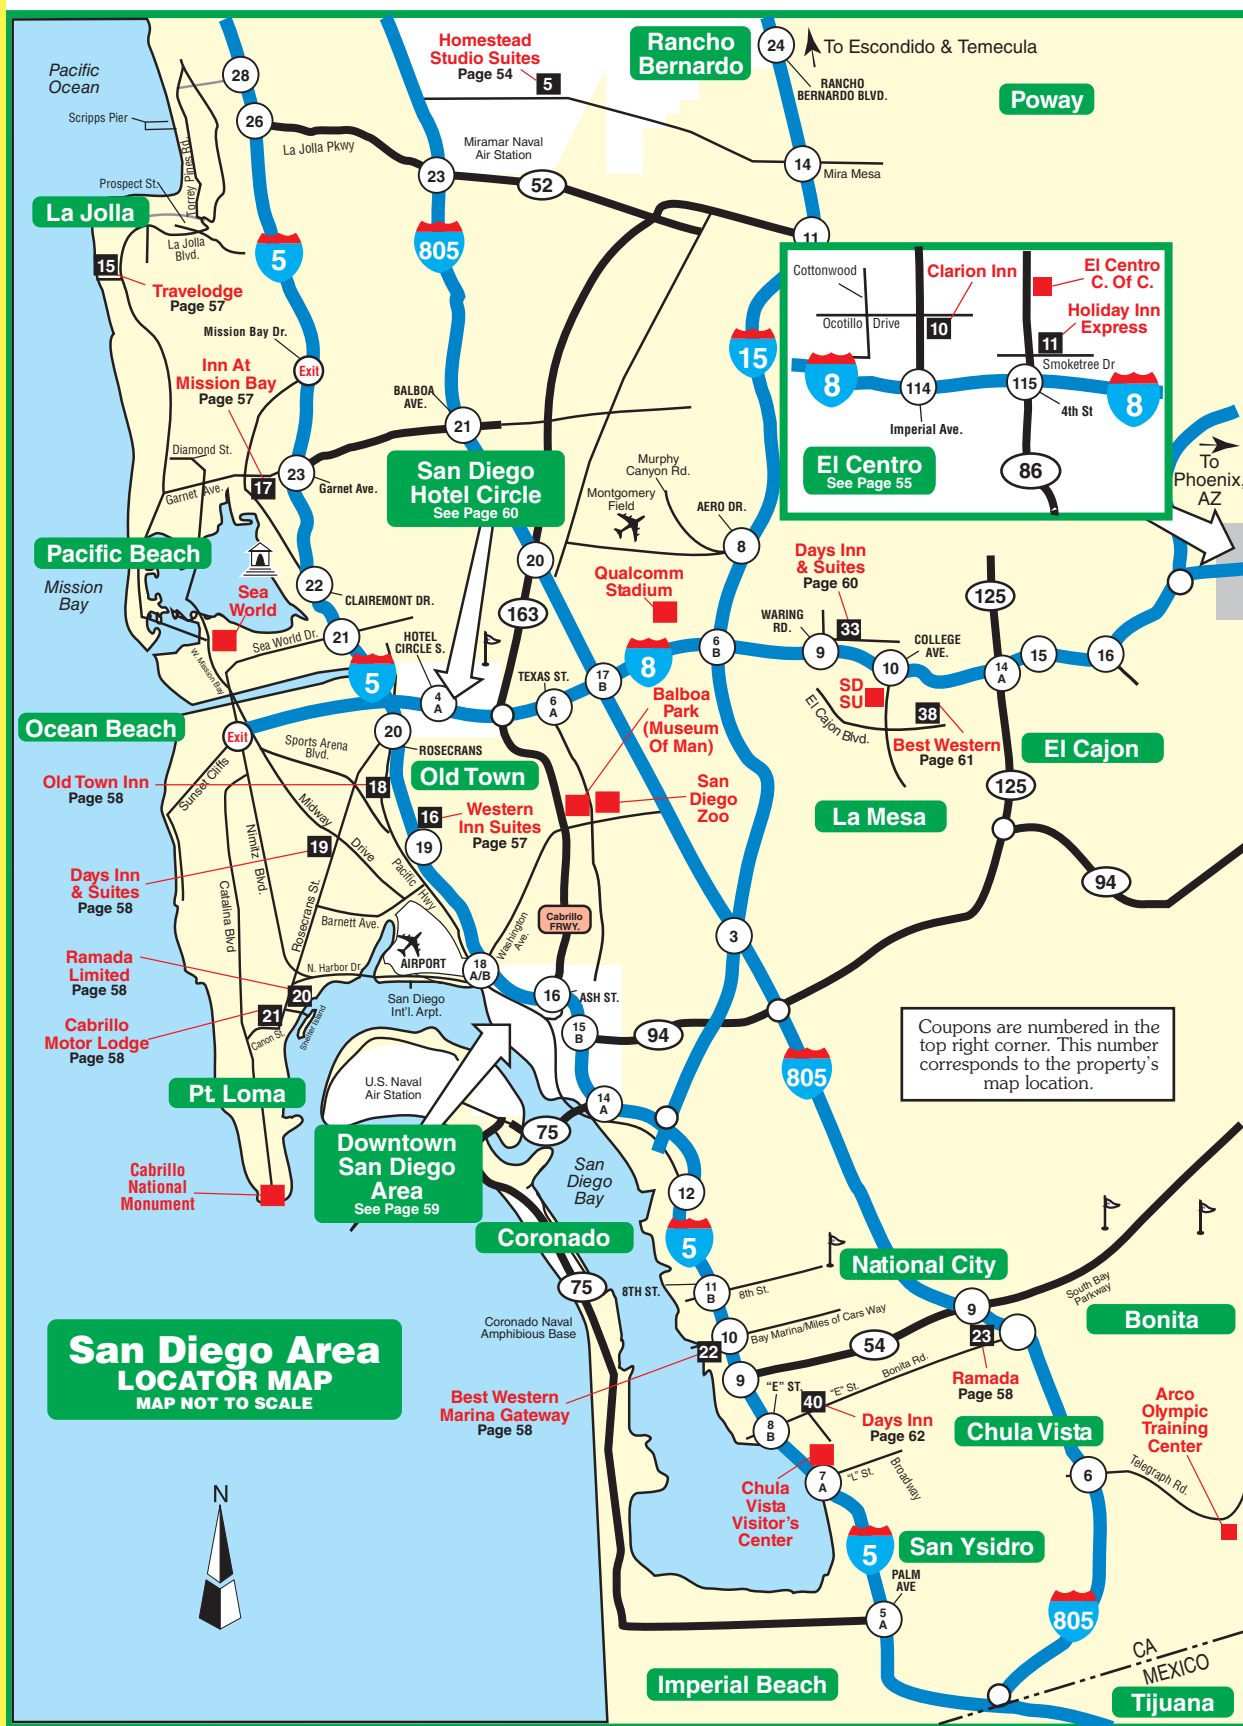 Pacific
Ocean
Scripps Pier
Prospect St.
Torrey Pines Rd.
La Jolla
La Jolla
Blvd.
28
26
La Jolla Pkwy
5
15
Travelodge
Page 57
Mission Bay Dr.
Exit
Inn At
Mission Bay
Page 57
Diamond St.
Garnet Ave.
17
23
Garnet Ave.
Homestead
Studio Suites
Page 54
5
Miramar Naval
Air Station
23
52
805
Rancho
Bernardo
24
To Escondido & Temecula
RANCHO
BERNARDO BLVD.
Poway
14
Mira Mesa
11
15
Cottonwood
Ocotillo Drive
Clarion Inn
10
El Centro
C. Of C.
Holiday Inn
Express
11
Smoketree Dr
8
114
115
8
4th St
Imperial Ave.
86
El Centro
See Page 55
To
Phoenix,
AZ
BALBOA
AVE.
21
San Diego
Hotel Circle
See Page 60
Murphy
Canyon Rd.
Montgomery
Field
AERO DR.
8
20
163
Pacific Beach
Mission
Bay
Sea
World
22
CLAIREMONT DR.
21
Sea World Dr.
W. Mission Bay
HOTEL
CIRCLE S.
4
A
5
Qualcomm
Stadium
Days Inn
& Suites
Page 60
33
WARING
RD.
9
COLLEGE
AVE.
10
125
14
A
15
16
6
B
8
17
B
TEXAS ST.
6
A
Balboa
Park
(Museum
Of Man)
SD
SU
38
El Cajon Blvd.
Best Western
Page 61
El Cajon
125
La Mesa
94
Ocean Beach
Exit
Sports Arena
Blvd.
20
ROSECRANS
Old Town
Sunset Cliffs
Old Town Inn
Page 58
18
16
Western
Inn Suites
Page 57
19
San
Diego
Zoo
Midway
Drive
Nimitz Blvd.
Pacific Hwy
19
Days Inn
& Suites
Page 58
Catalina Blvd
Rosecrans St.
Barnett Ave.
Washington
Ave.
Cabrillo
FRWY.
3
N. Harbor Dr.
AIRPORT
San Diego
Int'l. Arpt.
18
A/B
Ramada
Limited
Page 58
20
21
Cabrillo
Motor Lodge
Page 58
Canon St.
Shelter Island
16
ASH ST.
15
B
94
805
Coupons are numbered in the
top right corner. This number
corresponds to the property's
map location.
Pt. Loma
U.S. Naval
Air Station
14
A
75
Downtown
San Diego
Area
See Page 59
San
Diego
Bay
12
Cabrillo
National
Monument
Coronado
5
75
National City
8TH ST.
11
B
8th St.
South Bay
Parkway
9
Bonita
Coronado Naval
Amphibious Base
10
Bay Marina/Miles of Cars Way
22
54
23
9
Bonita Rd.
Ramada
Page 58
San Diego Area
LOCATOR MAP
MAP NOT TO SCALE
Best Western
Marina Gateway
Page 58
"E" ST.
"E" St.
40
Days Inn
Page 62
8
B
Chula Vista
Arco
Olympic
Training
Center
6
Telegraph Rd.
7
A
"L" St.
Broadway
Chula
Vista
Visitor's
Center
N
5
San Ysidro
PALM
AVE
5
A
805
CA
MEXICO
Imperial Beach
Tijuana